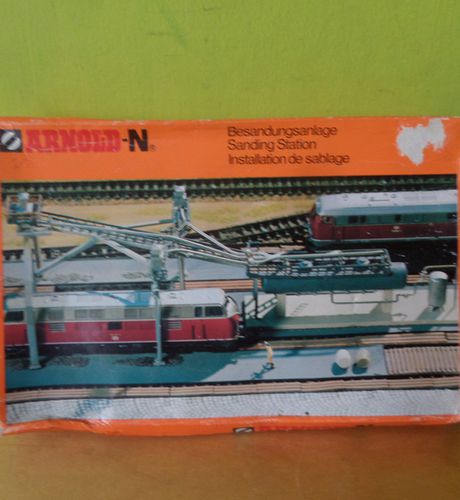 ARNOLD-N®
Besandungsanlage
Sanding Station
Installation de sablage